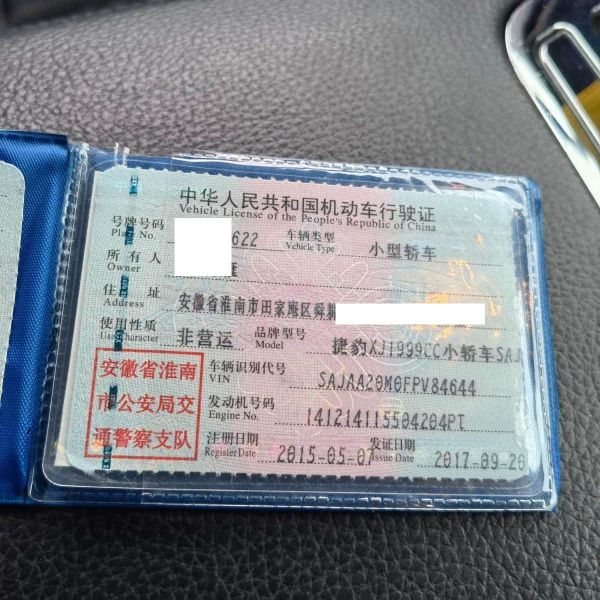 中华人民共和国机动车行驶证
Vehicle License of the People's Republic of China
号牌号码 622 车辆类型 小型轿车
Plate No. Vehicle Type
所有人
Owner
住址 安徽省淮南市田家庵区舜
Address
使用性质 非营运 品牌型号 捷豹XJ1999CC小轿车SAJ
Use Character Model
安徽省淮南
市公安局交
通警察支队
车辆识别代号 SAJAA20M0FPV84644
VIN
发动机号码 141214115504204PT
Engine No.
注册日期 2015-05-07 发证日期 2017-09-20
Register Date Issue Date